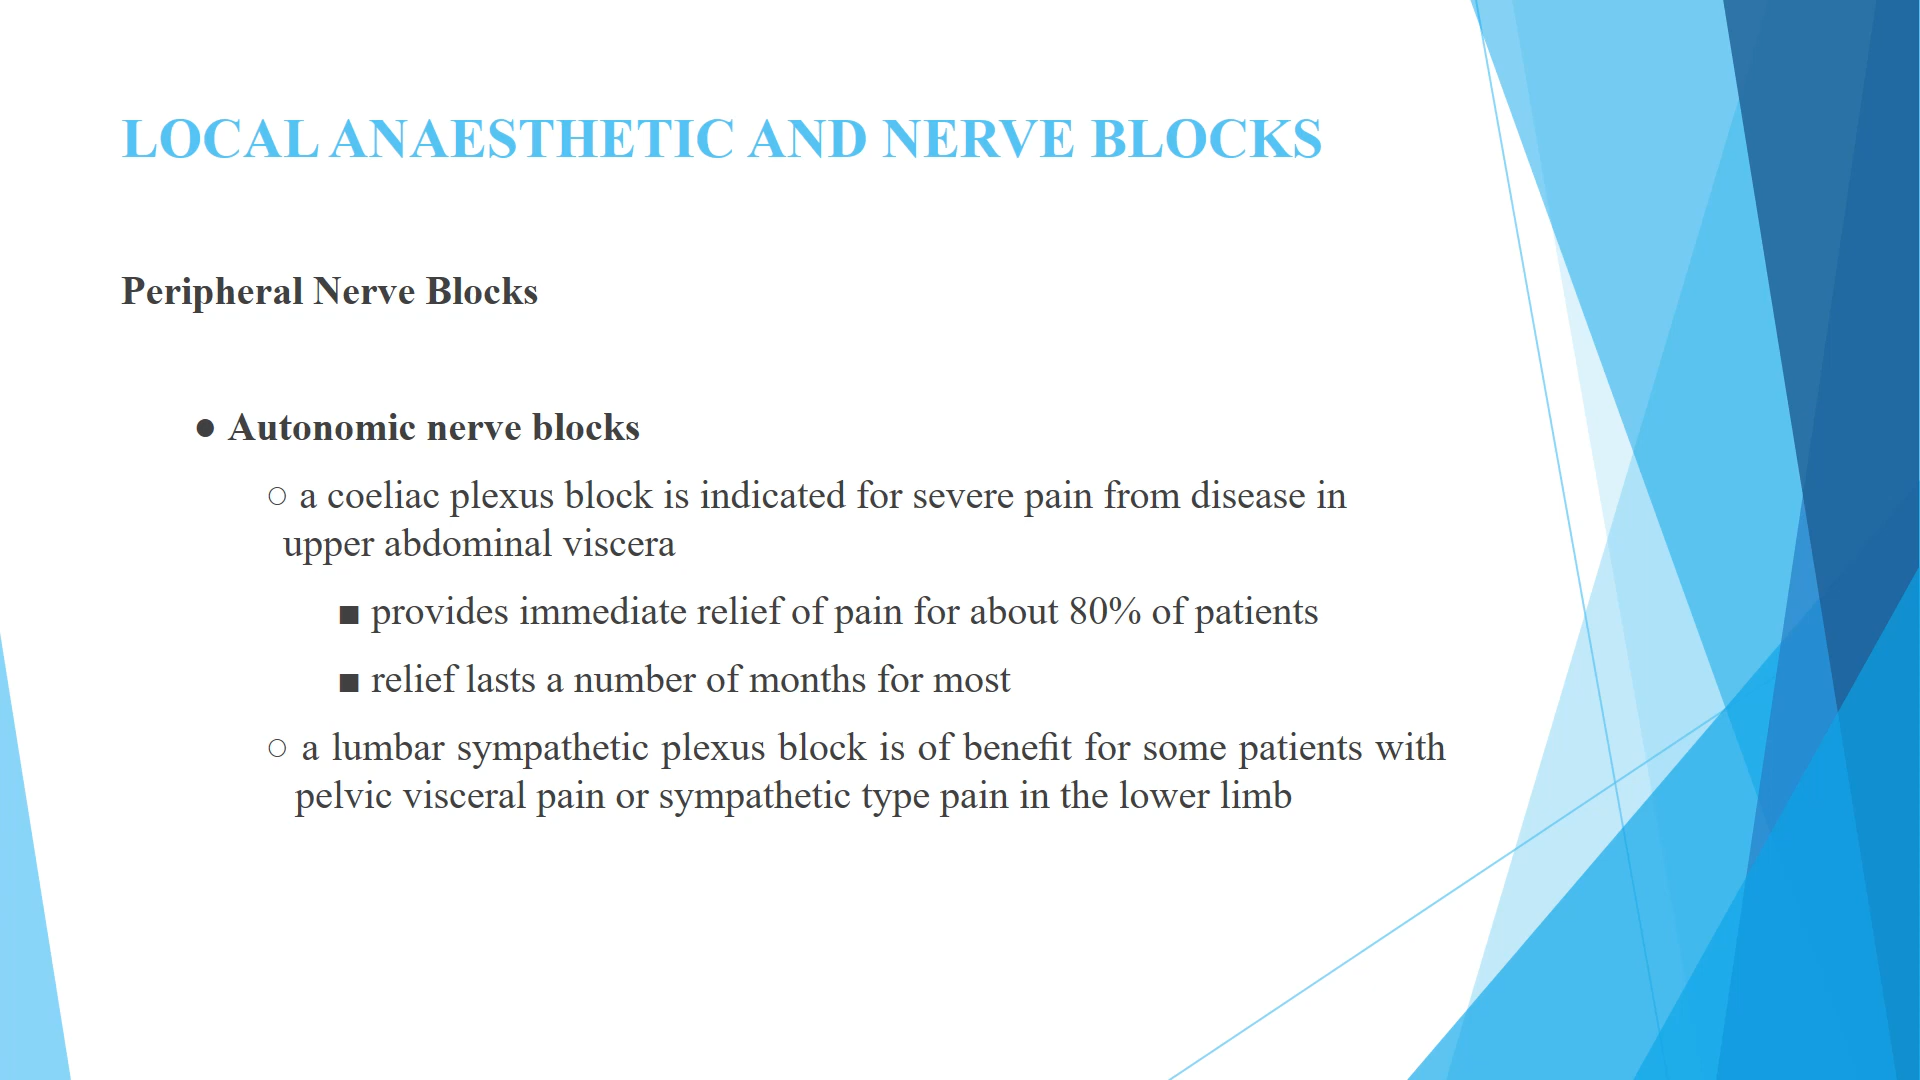 LOCAL ANAESTHETIC AND NERVE BLOCKS
Peripheral Nerve Blocks
● Autonomic nerve blocks
○ a coeliac plexus block is indicated for severe pain from disease in
upper abdominal viscera
■ provides immediate relief of pain for about 80% of patients
■ relief lasts a number of months for most
○ a lumbar sympathetic plexus block is of benefit for some patients with
pelvic visceral pain or sympathetic type pain in the lower limb